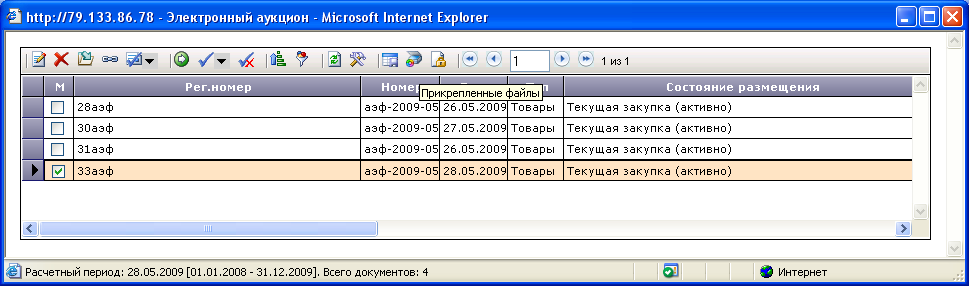 http://79.133.86.78 - Электронный аукцион - Microsoft Internet Explorer
1 1 из 1
М Рег.номер Номер Состояние размещения
Прикрепленные файлы
28аэф аэф-2009-05 26.05.2009 Товары Текущая закупка (активно)
30аэф аэф-2009-05 27.05.2009 Товары Текущая закупка (активно)
31аэф аэф-2009-05 26.05.2009 Товары Текущая закупка (активно)
33аэф аэф-2009-05 28.05.2009 Товары Текущая закупка (активно)
Расчетный период: 28.05.2009 [01.01.2008 - 31.12.2009]. Всего документов: 4 Интернет